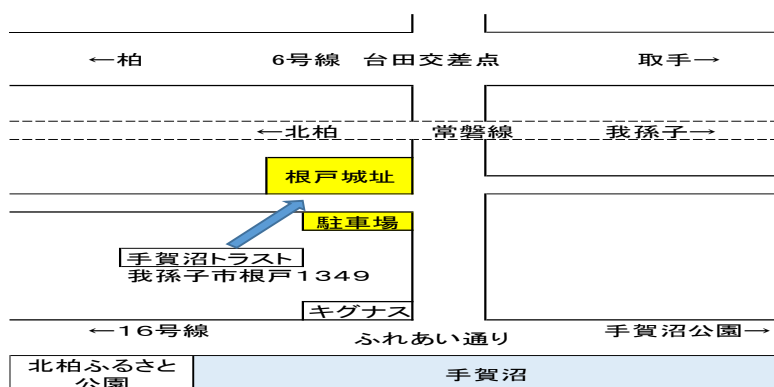 ←柏　6号線　台田交差点　取手→
←北柏　常磐線　我孫子→
根戸城址
駐車場
手賀沼トラスト
我孫子市根戸1349
キグナス
←16号線　ふれあい通り　手賀沼公園→
北柏ふるさと
公園
手賀沼